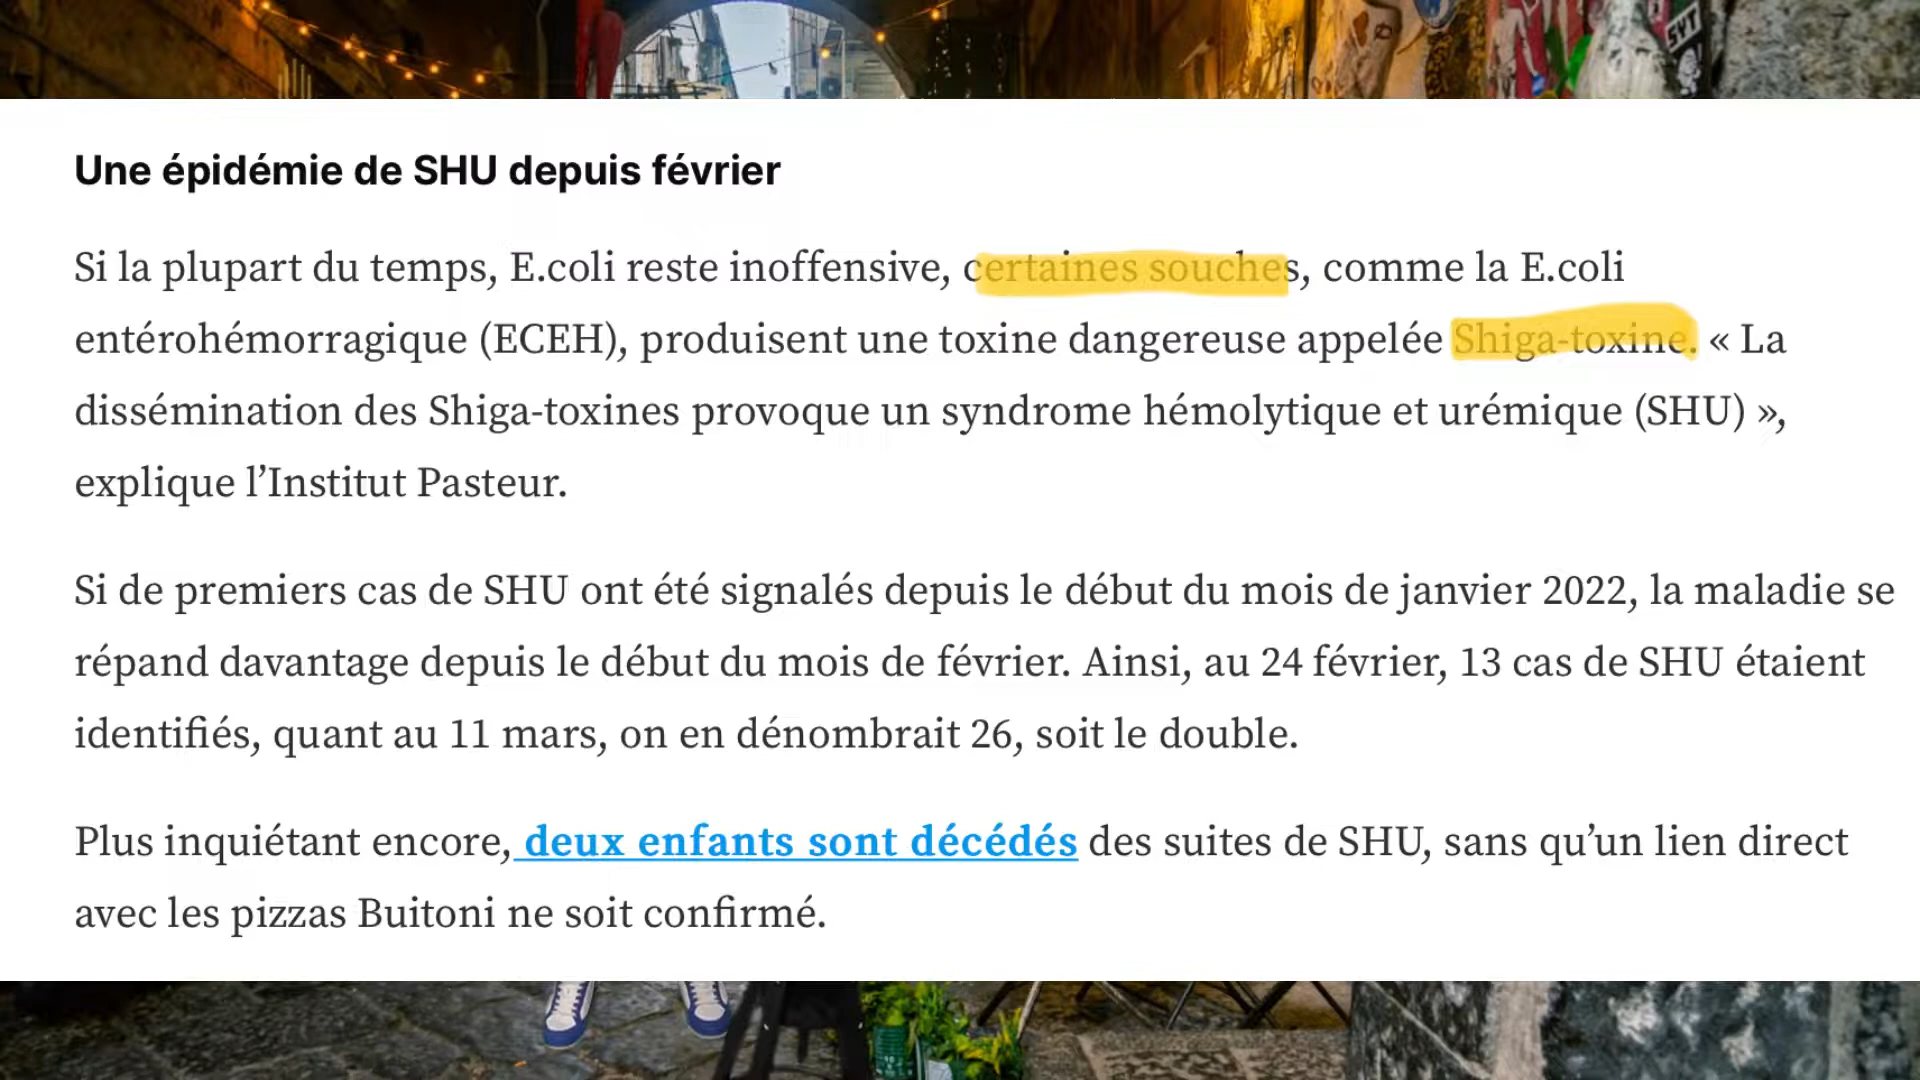 Une épidémie de SHU depuis février
Si la plupart du temps, E.coli reste inoffensive, certaines souches, comme la E.coli
entérohémorragique (ECEH), produisent une toxine dangereuse appelée Shiga-toxine. « La
dissémination des Shiga-toxines provoque un syndrome hémolytique et urémique (SHU) »,
explique l’Institut Pasteur.
Si de premiers cas de SHU ont été signalés depuis le début du mois de janvier 2022, la maladie se
répand davantage depuis le début du mois de février. Ainsi, au 24 février, 13 cas de SHU étaient
identifiés, quant au 11 mars, on en dénombrait 26, soit le double.
Plus inquiétant encore, deux enfants sont décédés des suites de SHU, sans qu’un lien direct
avec les pizzas Buitoni ne soit confirmé.